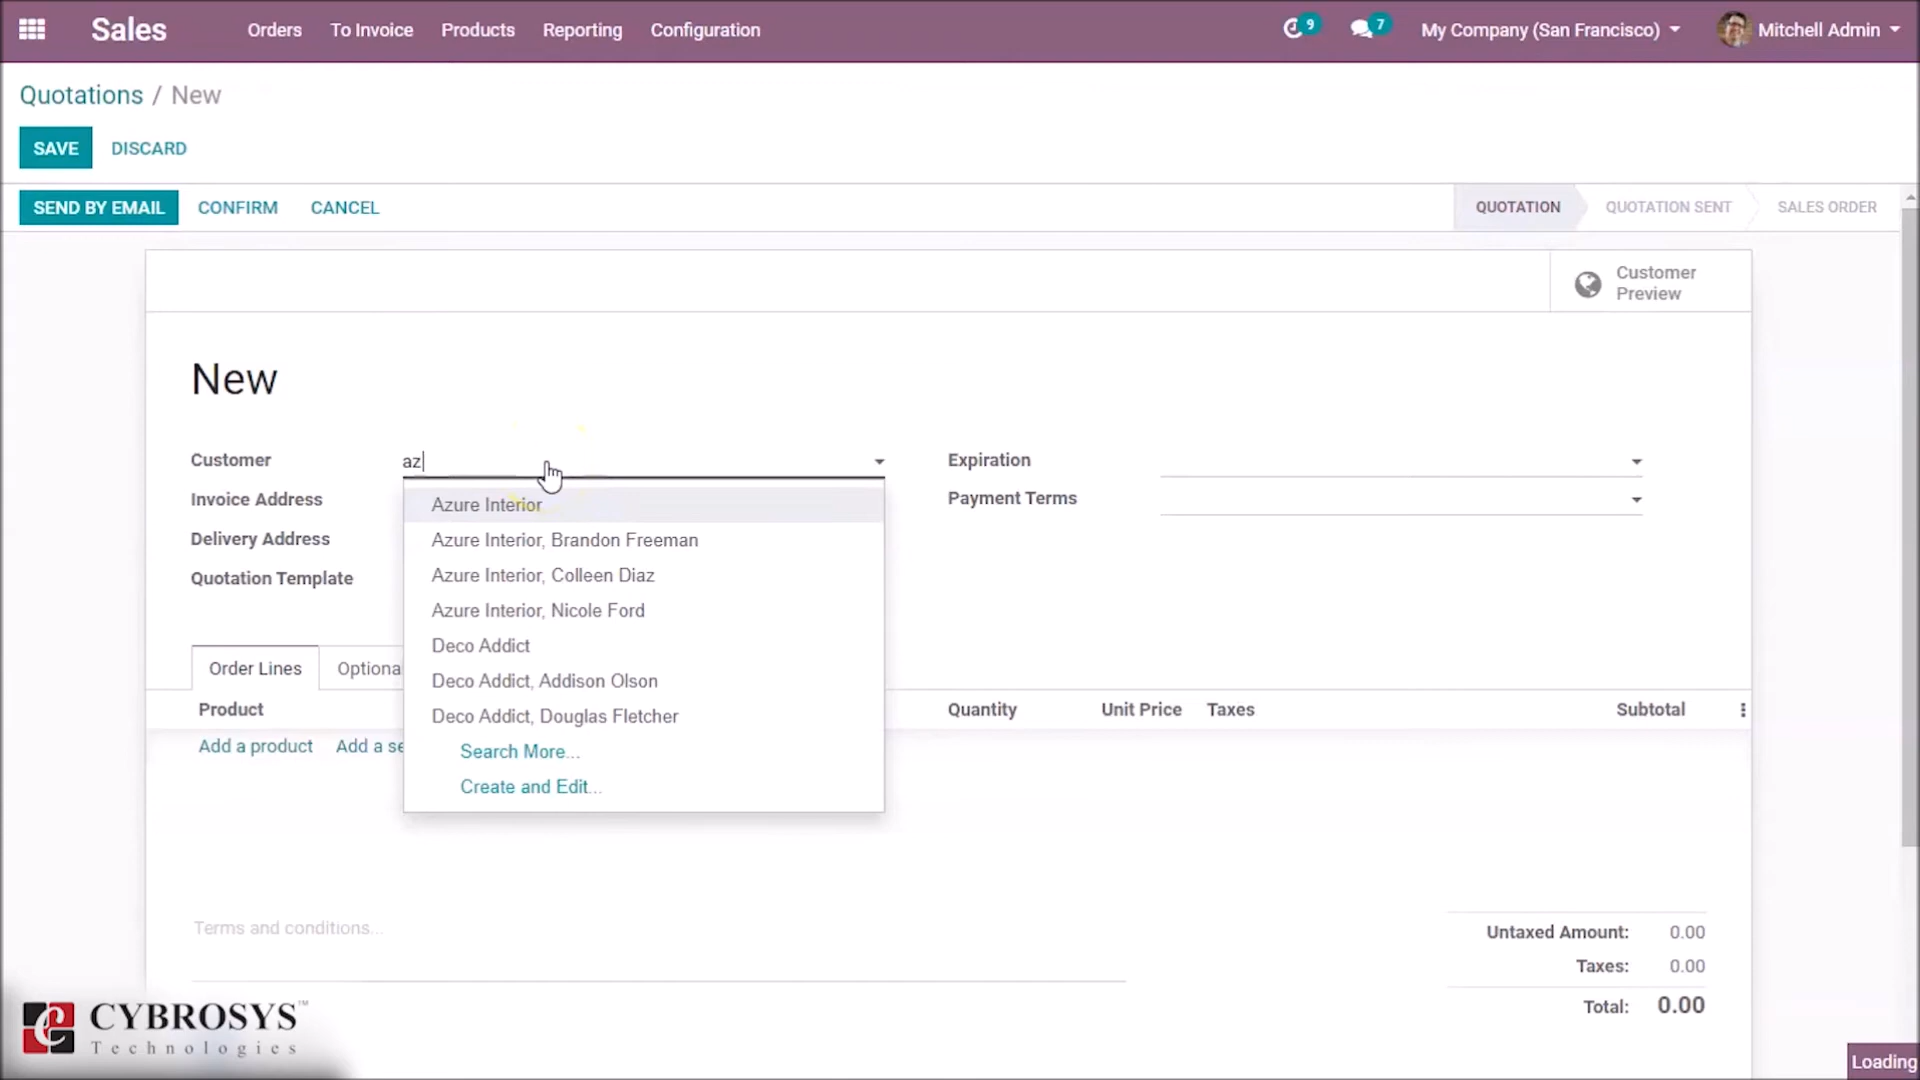 Sales Orders To Invoice Products Reporting Configuration 9 7 My Company (San Francisco) Mitchell Admin
Quotations / New
SAVE DISCARD
SEND BY EMAIL CONFIRM CANCEL QUOTATION QUOTATION SENT SALES ORDER
Customer
Preview
New
Customer az Expiration
Invoice Address Payment Terms
Delivery Address
Quotation Template
Azure Interior
Azure Interior, Brandon Freeman
Azure Interior, Colleen Diaz
Azure Interior, Nicole Ford
Deco Addict
Deco Addict, Addison Olson
Deco Addict, Douglas Fletcher
Search More...
Create and Edit...
Order Lines Optiona
Product Quantity Unit Price Taxes Subtotal
Add a product Add a se
Terms and conditions...
Untaxed Amount: 0.00
Taxes: 0.00
Total: 0.00
CYBROSYS™
Technologies
Loading